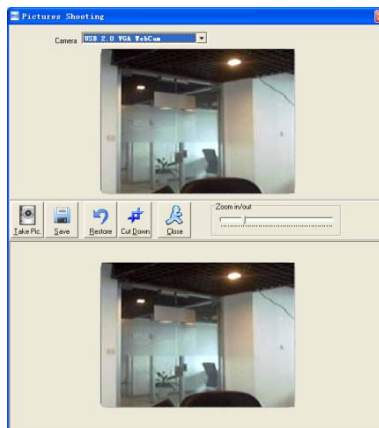 Pictures Shooting
Camera USB 2.0 VGA WebCam
Take Pic. Save Restore Cut Down Close
Zoom in/out